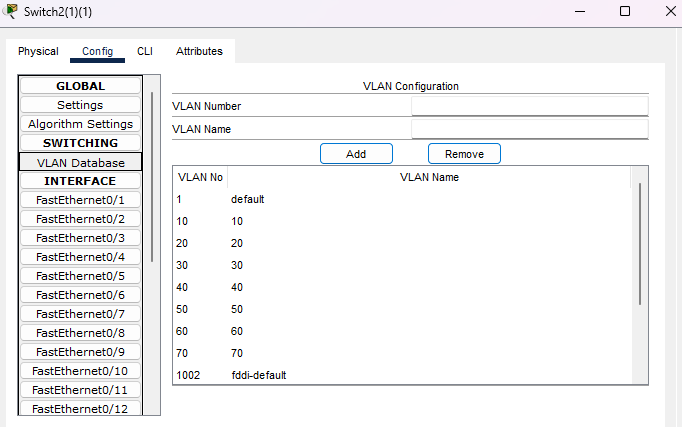 Switch2(1)(1)
Physical Config CLI Attributes
GLOBAL
Settings
Algorithm Settings
SWITCHING
VLAN Database
INTERFACE
FastEthernet0/1
FastEthernet0/2
FastEthernet0/3
FastEthernet0/4
FastEthernet0/5
FastEthernet0/6
FastEthernet0/7
FastEthernet0/8
FastEthernet0/9
FastEthernet0/10
FastEthernet0/11
FastEthernet0/12
VLAN Configuration
VLAN Number
VLAN Name
Add Remove
VLAN No VLAN Name
1 default
10 10
20 20
30 30
40 40
50 50
60 60
70 70
1002 fddi-default